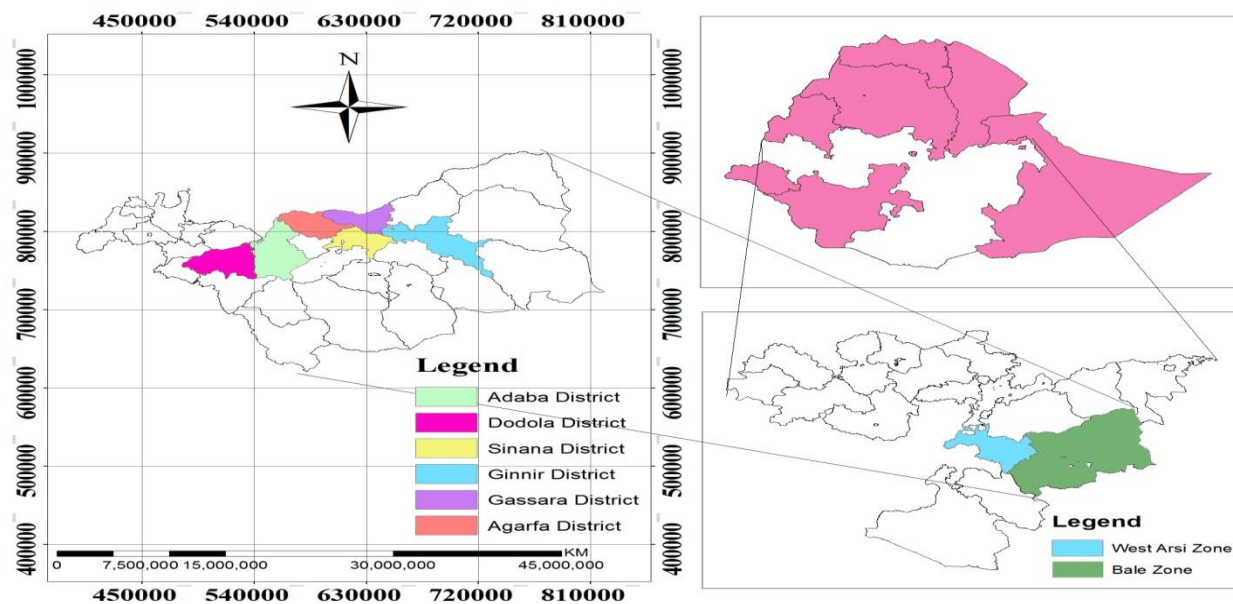 450000 540000 630000 720000 810000
N
1000000
900000
800000
700000
600000
500000
400000
1000000
900000
800000
700000
600000
500000
400000
Legend
Adaba District
Dodola District
Sinana District
Ginnir District
Gassara District
Agarfa District
KM
0 7,500,000 15,000,000 30,000,000 45,000,000
450000 540000 630000 720000 810000
Legend
West Arsi Zone
Bale Zone